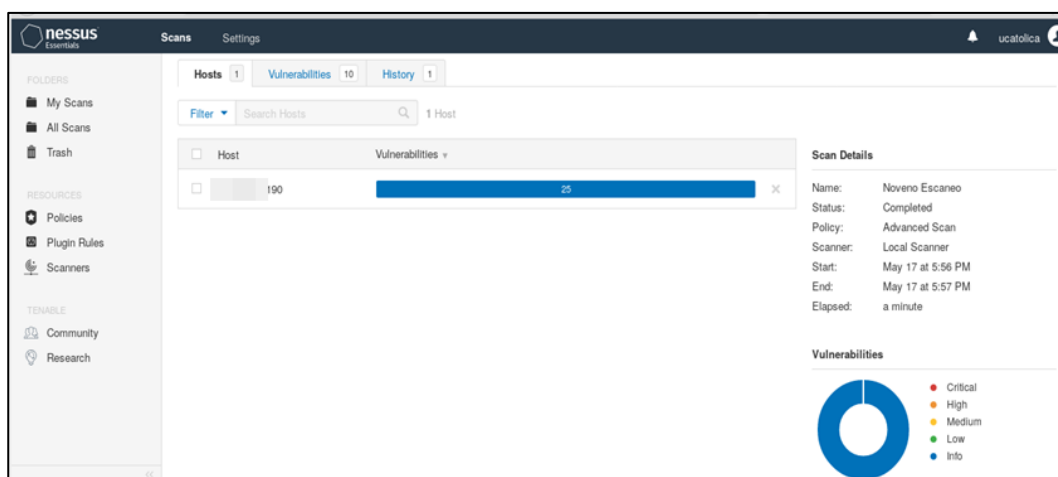 nessus
Essentials
Scans Settings
ucatolica
FOLDERS
My Scans
All Scans
Trash
RESOURCES
Policies
Plugin Rules
Scanners
TENABLE
Community
Research
Hosts 1 Vulnerabilities 10 History 1
Filter Search Hosts 1 Host
Host Vulnerabilities
190 25
Scan Details
Name: Noveno Escaneo
Status: Completed
Policy: Advanced Scan
Scanner: Local Scanner
Start: May 17 at 5:56 PM
End: May 17 at 5:57 PM
Elapsed: a minute
Vulnerabilities
Critical
High
Medium
Low
Info